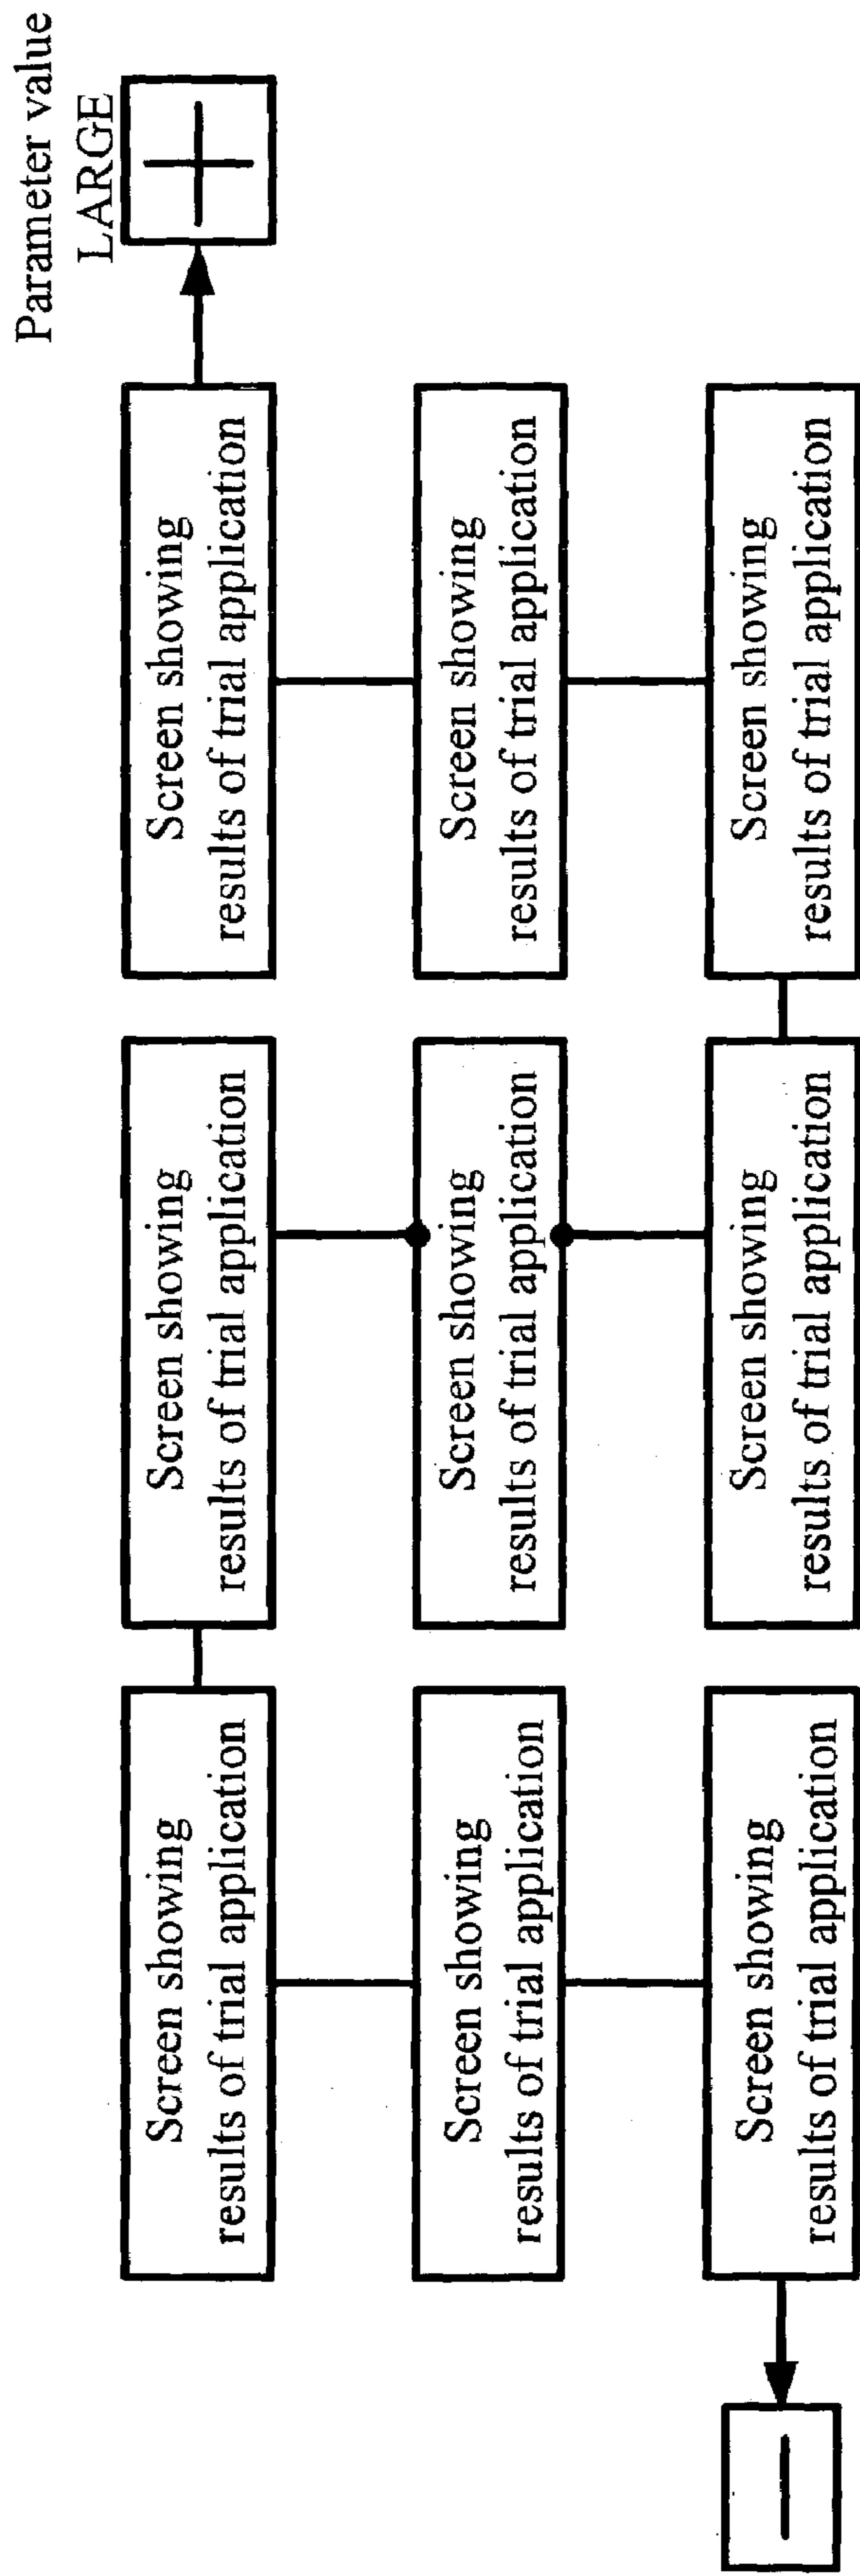 Parameter value
LARGE
+
Screen showing
results of trial application
Screen showing
results of trial application
Screen showing
results of trial application
Screen showing
results of trial application
Screen showing
results of trial application
Screen showing
results of trial application
Screen showing
results of trial application
Screen showing
results of trial application
Screen showing
results of trial application
−